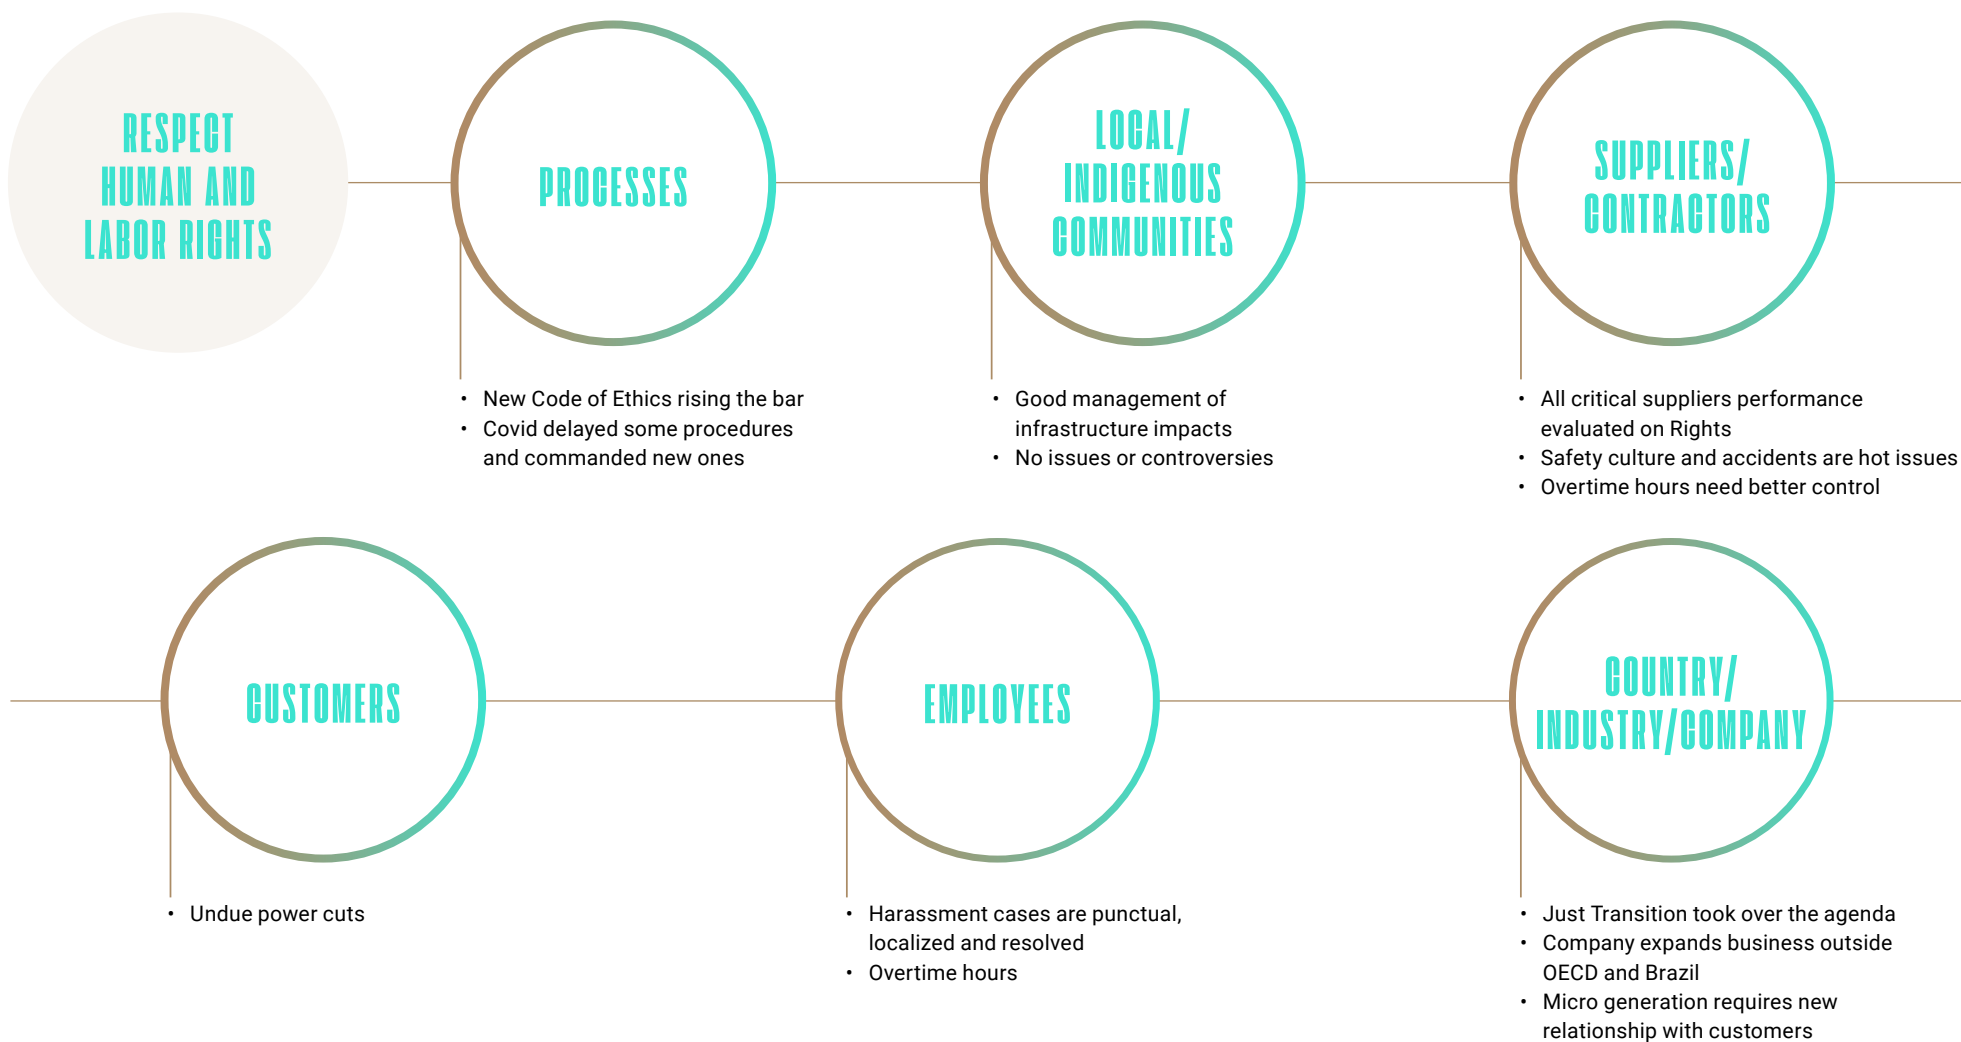 RESPECT
HUMAN AND
LABOR RIGHTS
PROCESSES
• New Code of Ethics rising the bar
• Covid delayed some procedures
and commanded new ones
LOCAL/
INDIGENOUS
COMMUNITIES
• Good management of
infrastructure impacts
• No issues or controversies
SUPPLIERS/
CONTRACTORS
• All critical suppliers performance
evaluated on Rights
• Safety culture and accidents are hot issues
• Overtime hours need better control
CUSTOMERS
• Undue power cuts
EMPLOYEES
• Harassment cases are punctual,
localized and resolved
• Overtime hours
COUNTRY/
INDUSTRY/COMPANY
• Just Transition took over the agenda
• Company expands business outside
OECD and Brazil
• Micro generation requires new
relationship with customers